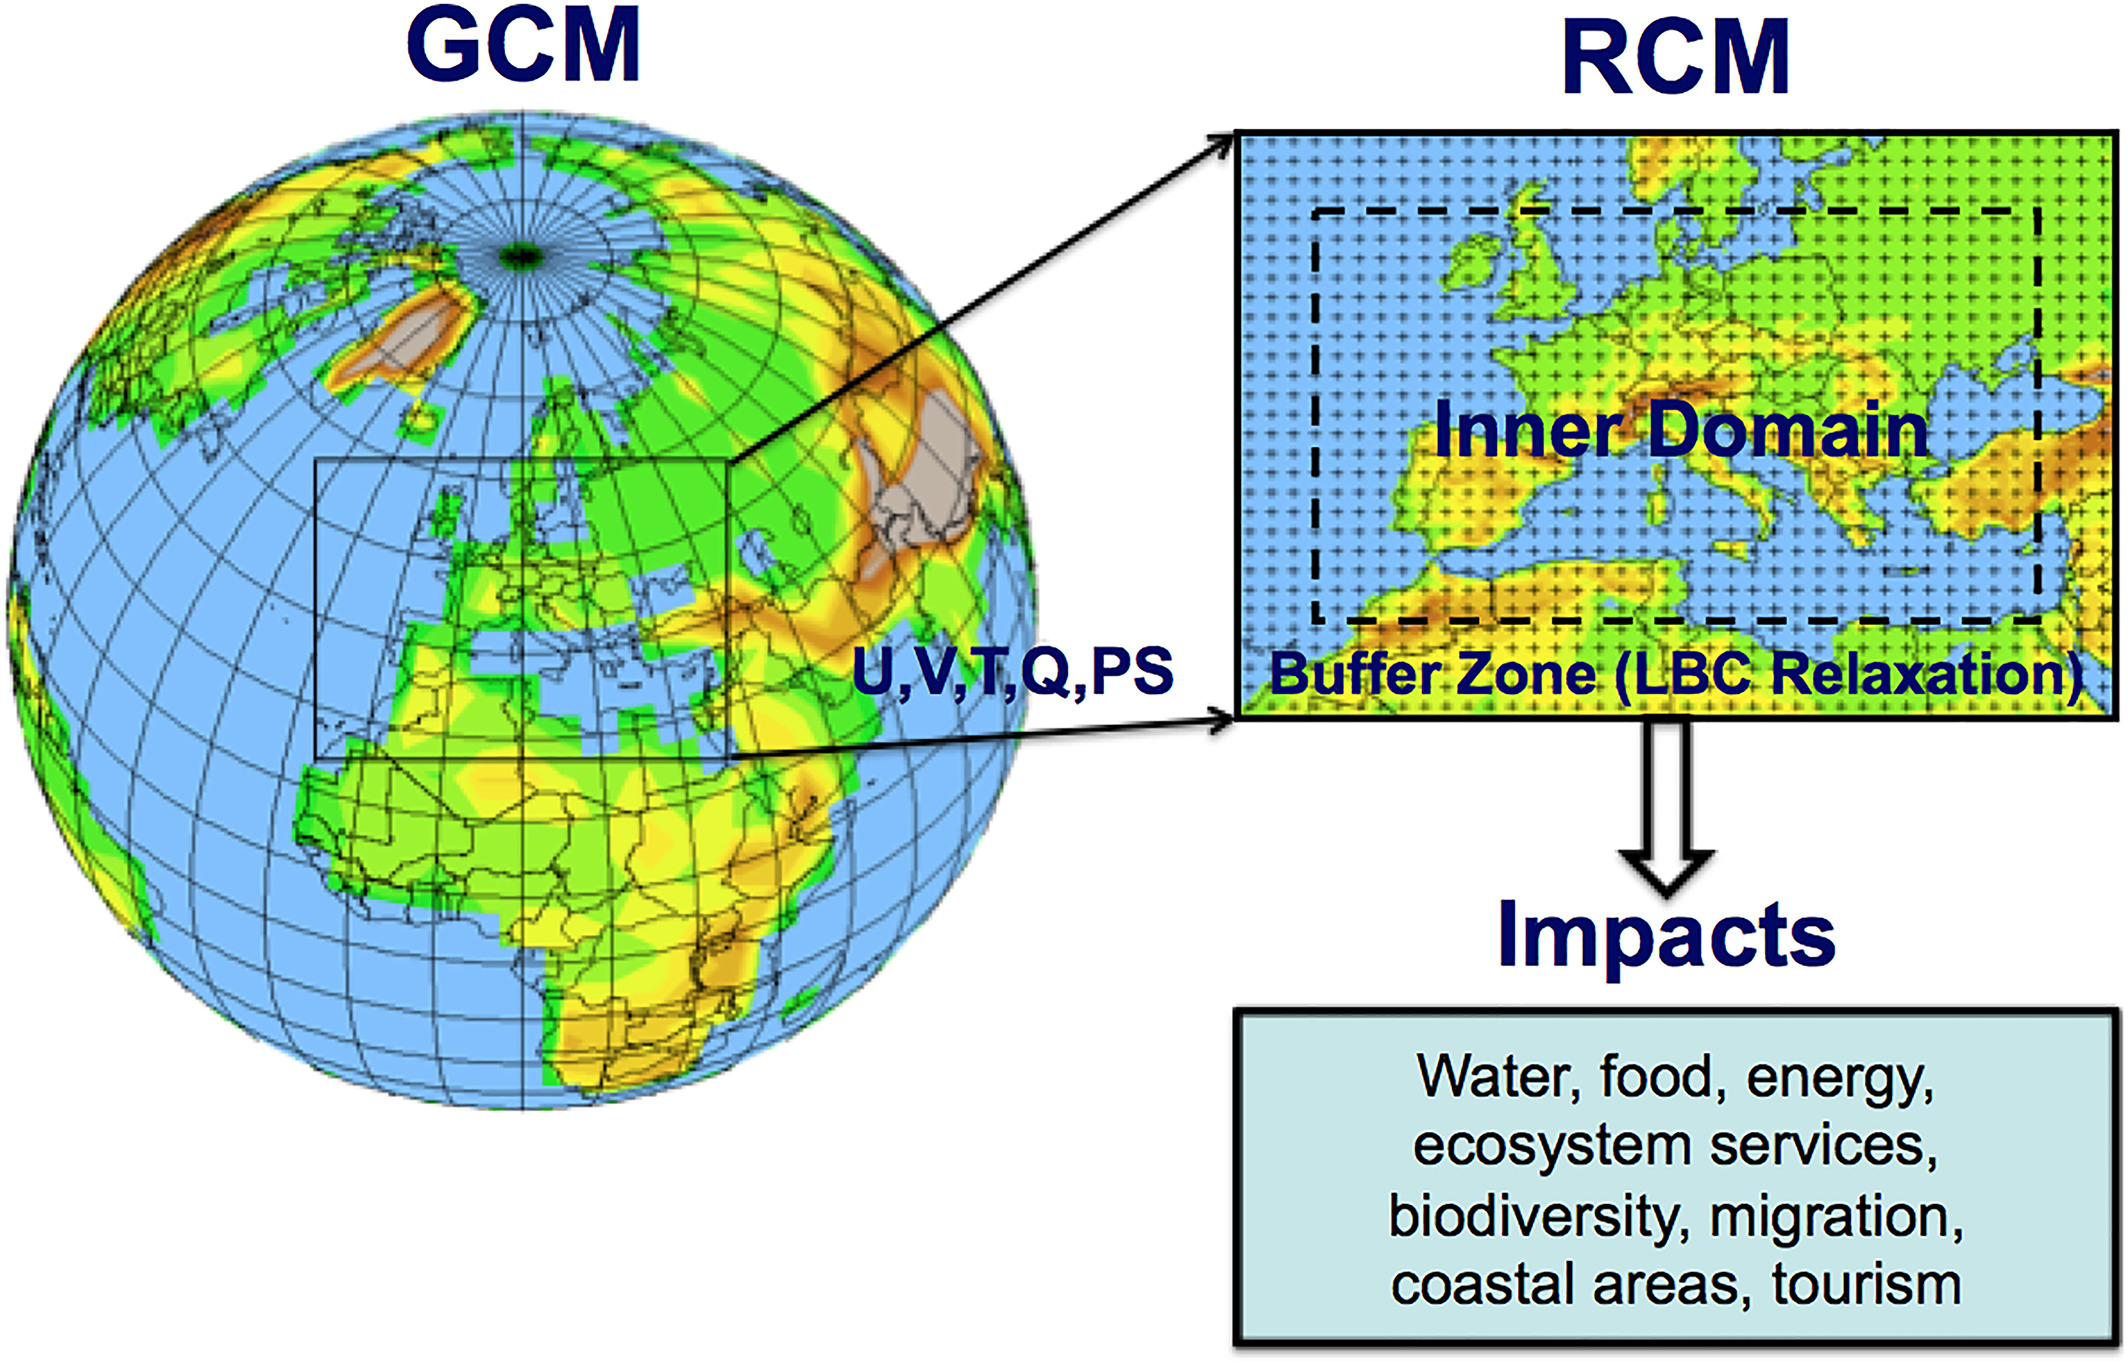 GCM
RCM
Inner Domain
U,V,T,Q,PS
Buffer Zone (LBC Relaxation)
Impacts
Water, food, energy,
ecosystem services,
biodiversity, migration,
coastal areas, tourism